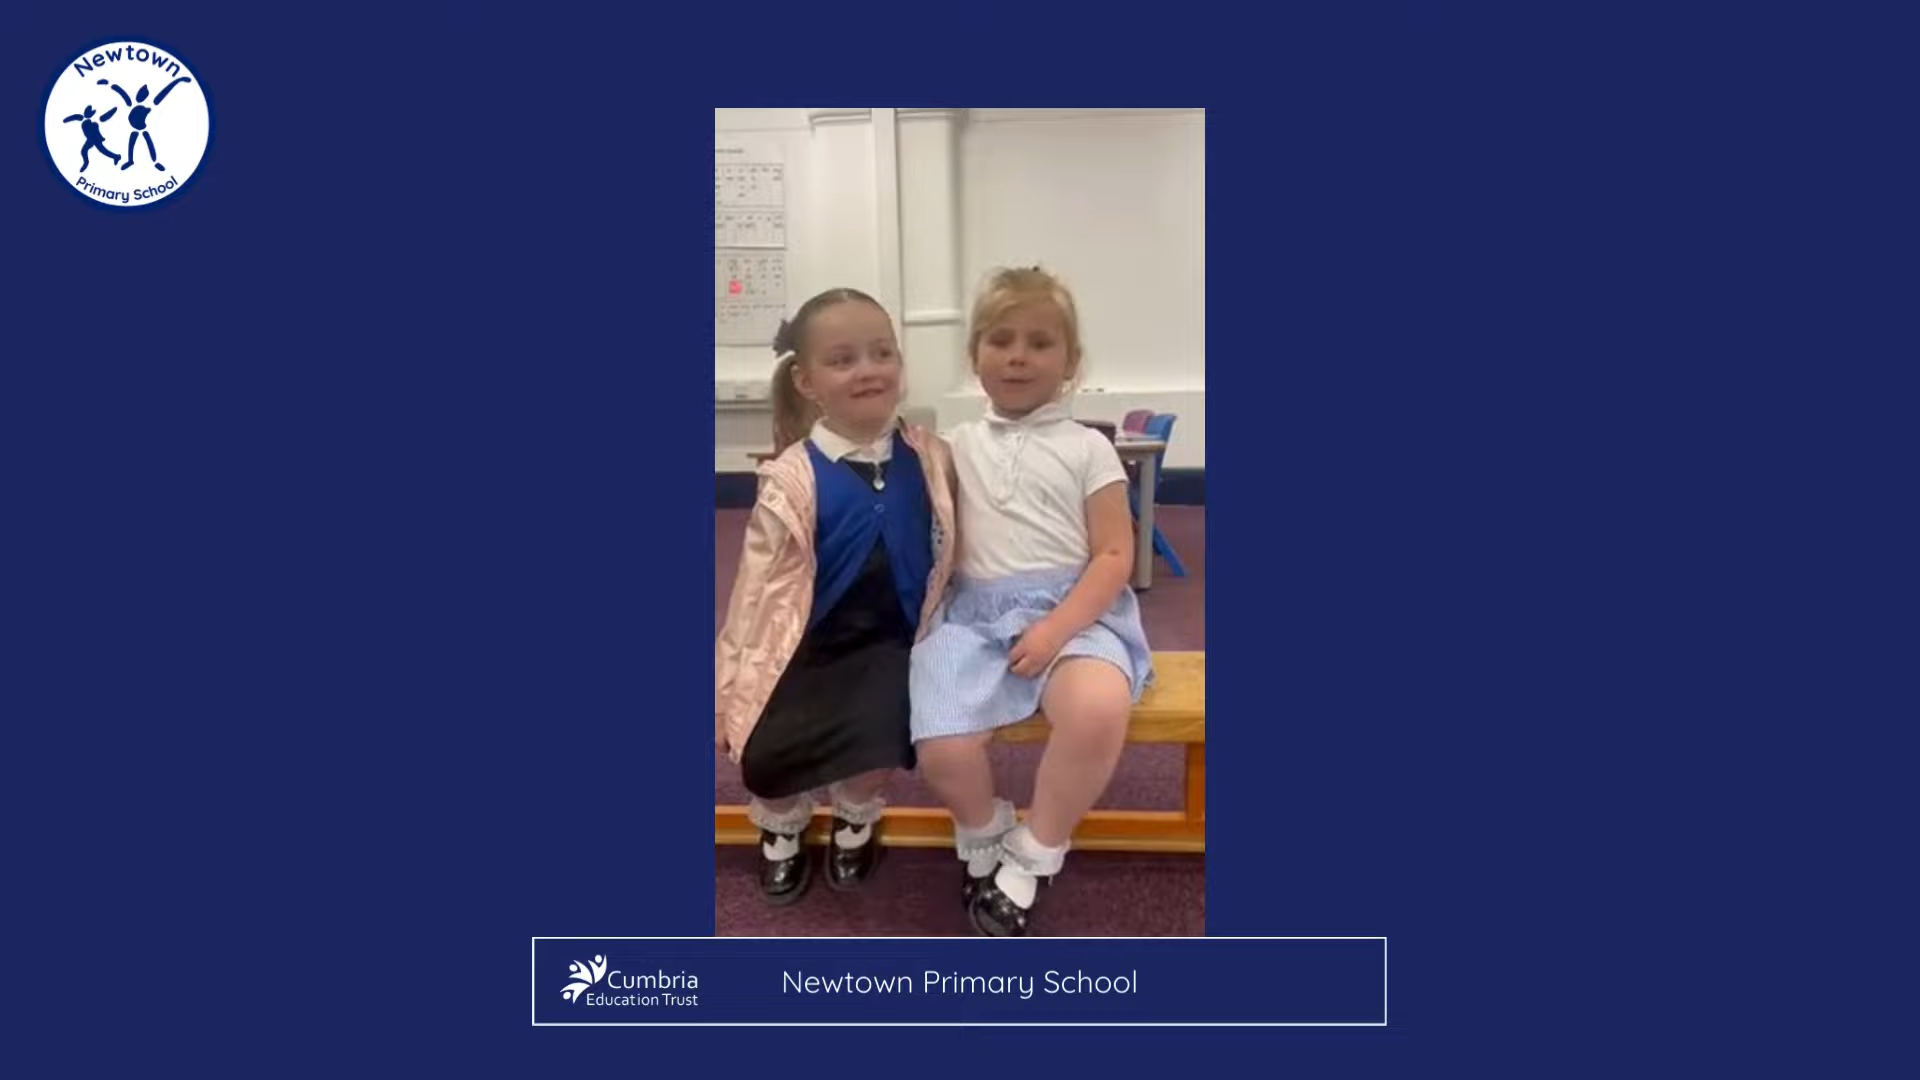 Newtown
Primary School
Cumbria
Education Trust
Newtown Primary School